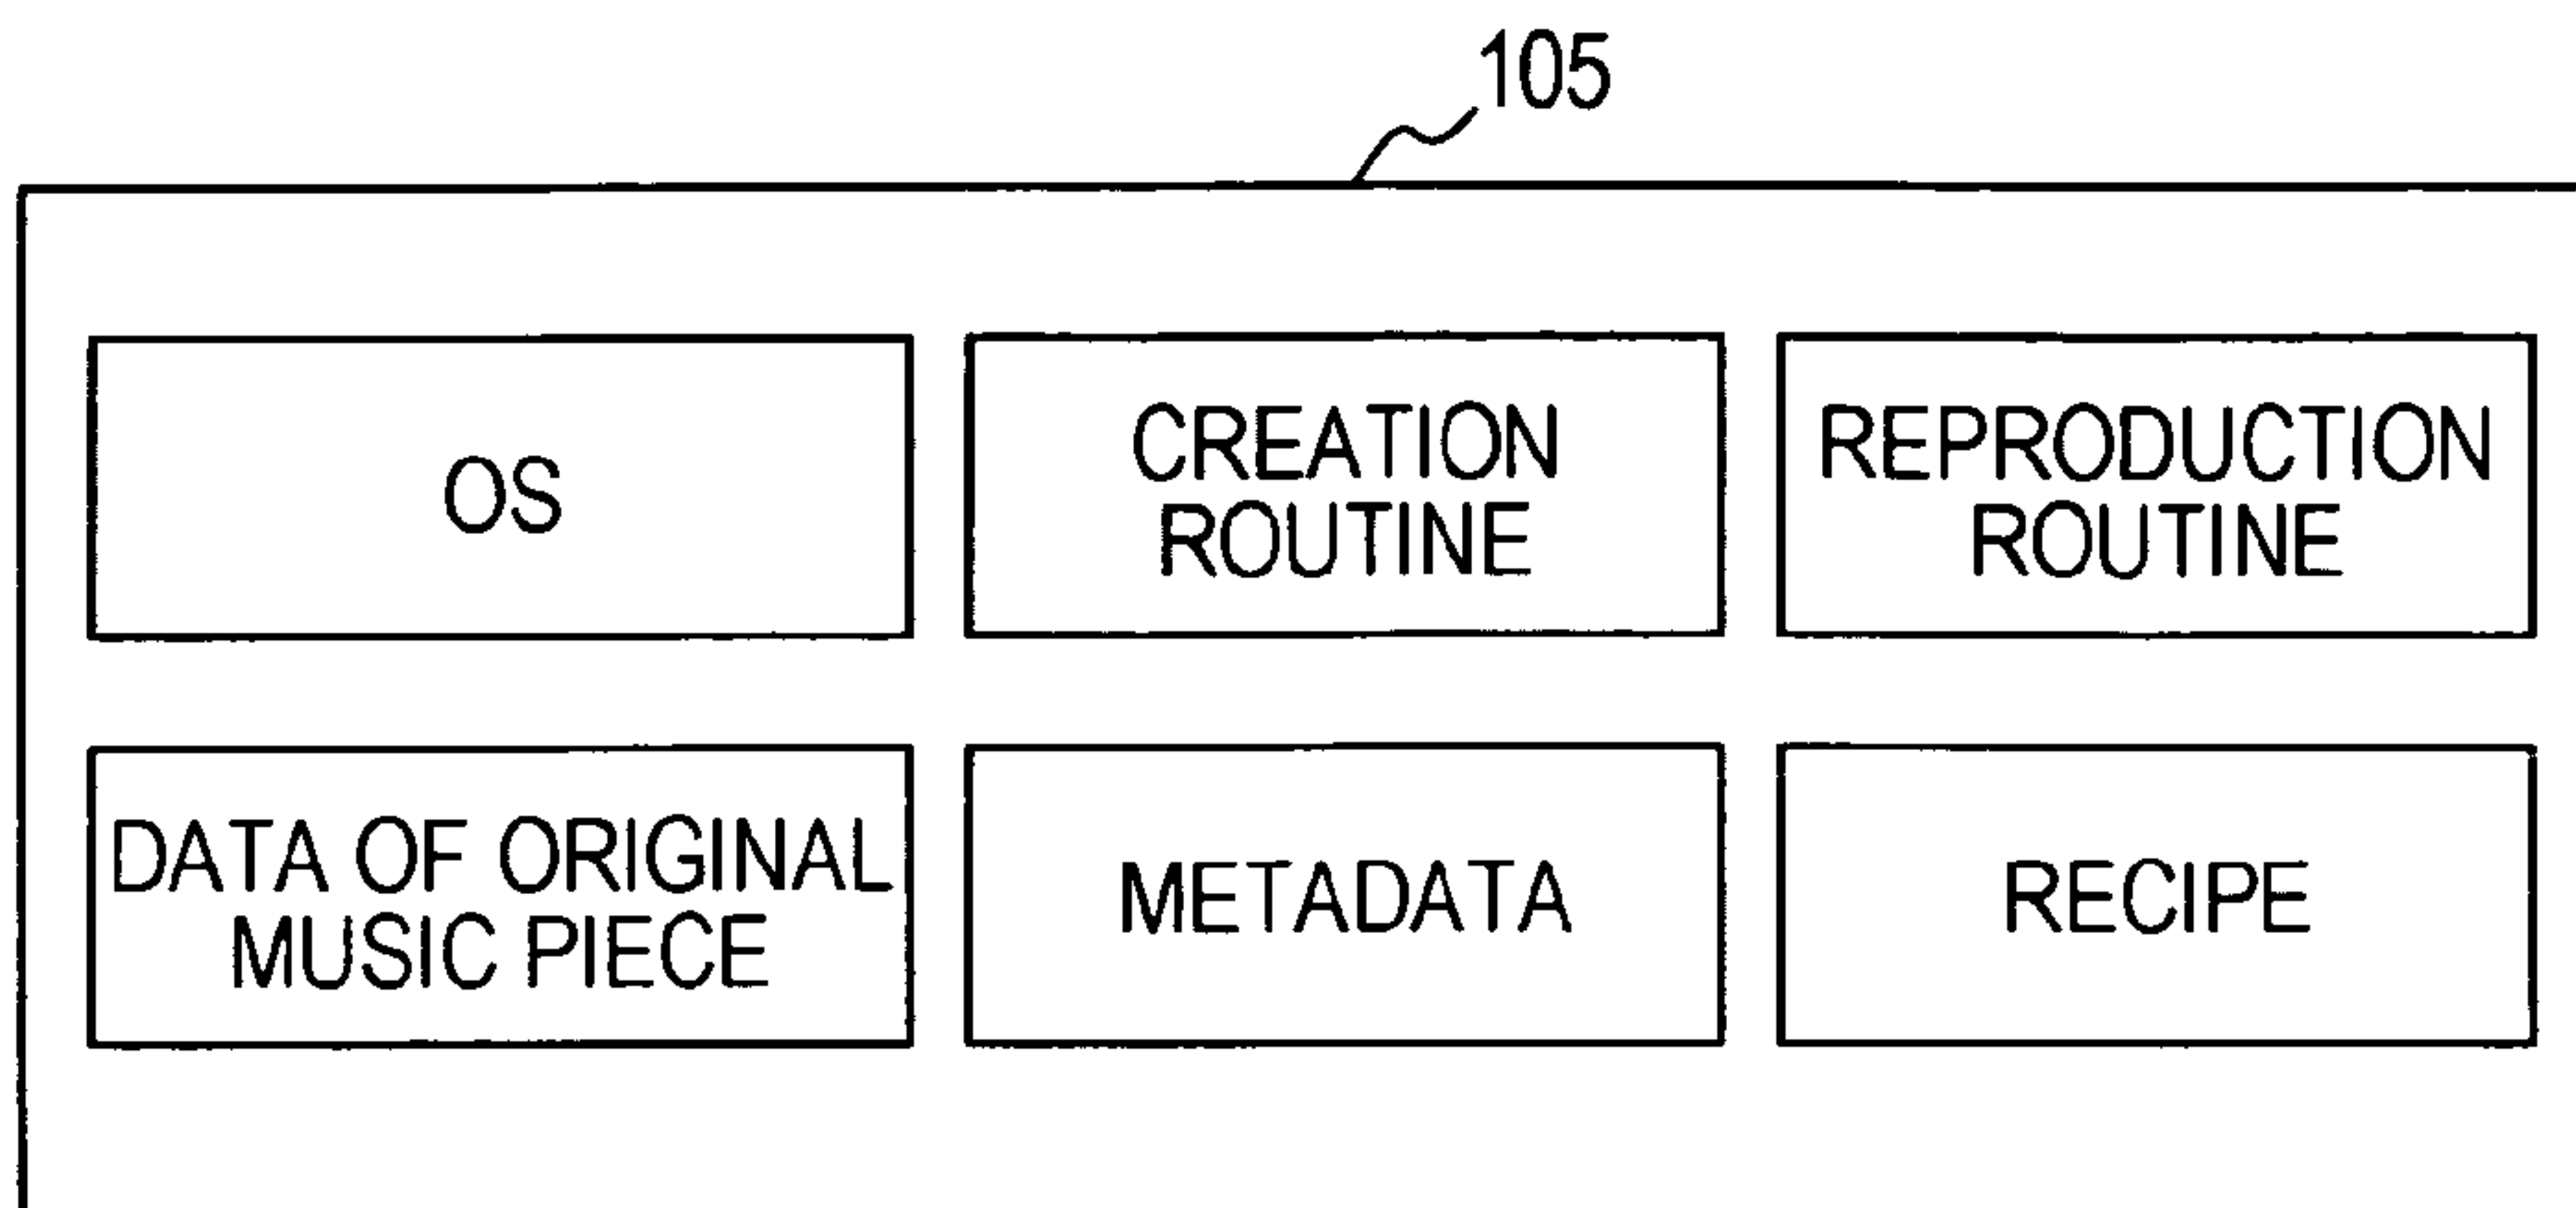 105
OS
CREATION
ROUTINE
REPRODUCTION
ROUTINE
DATA OF ORIGINAL
MUSIC PIECE
METADATA
RECIPE